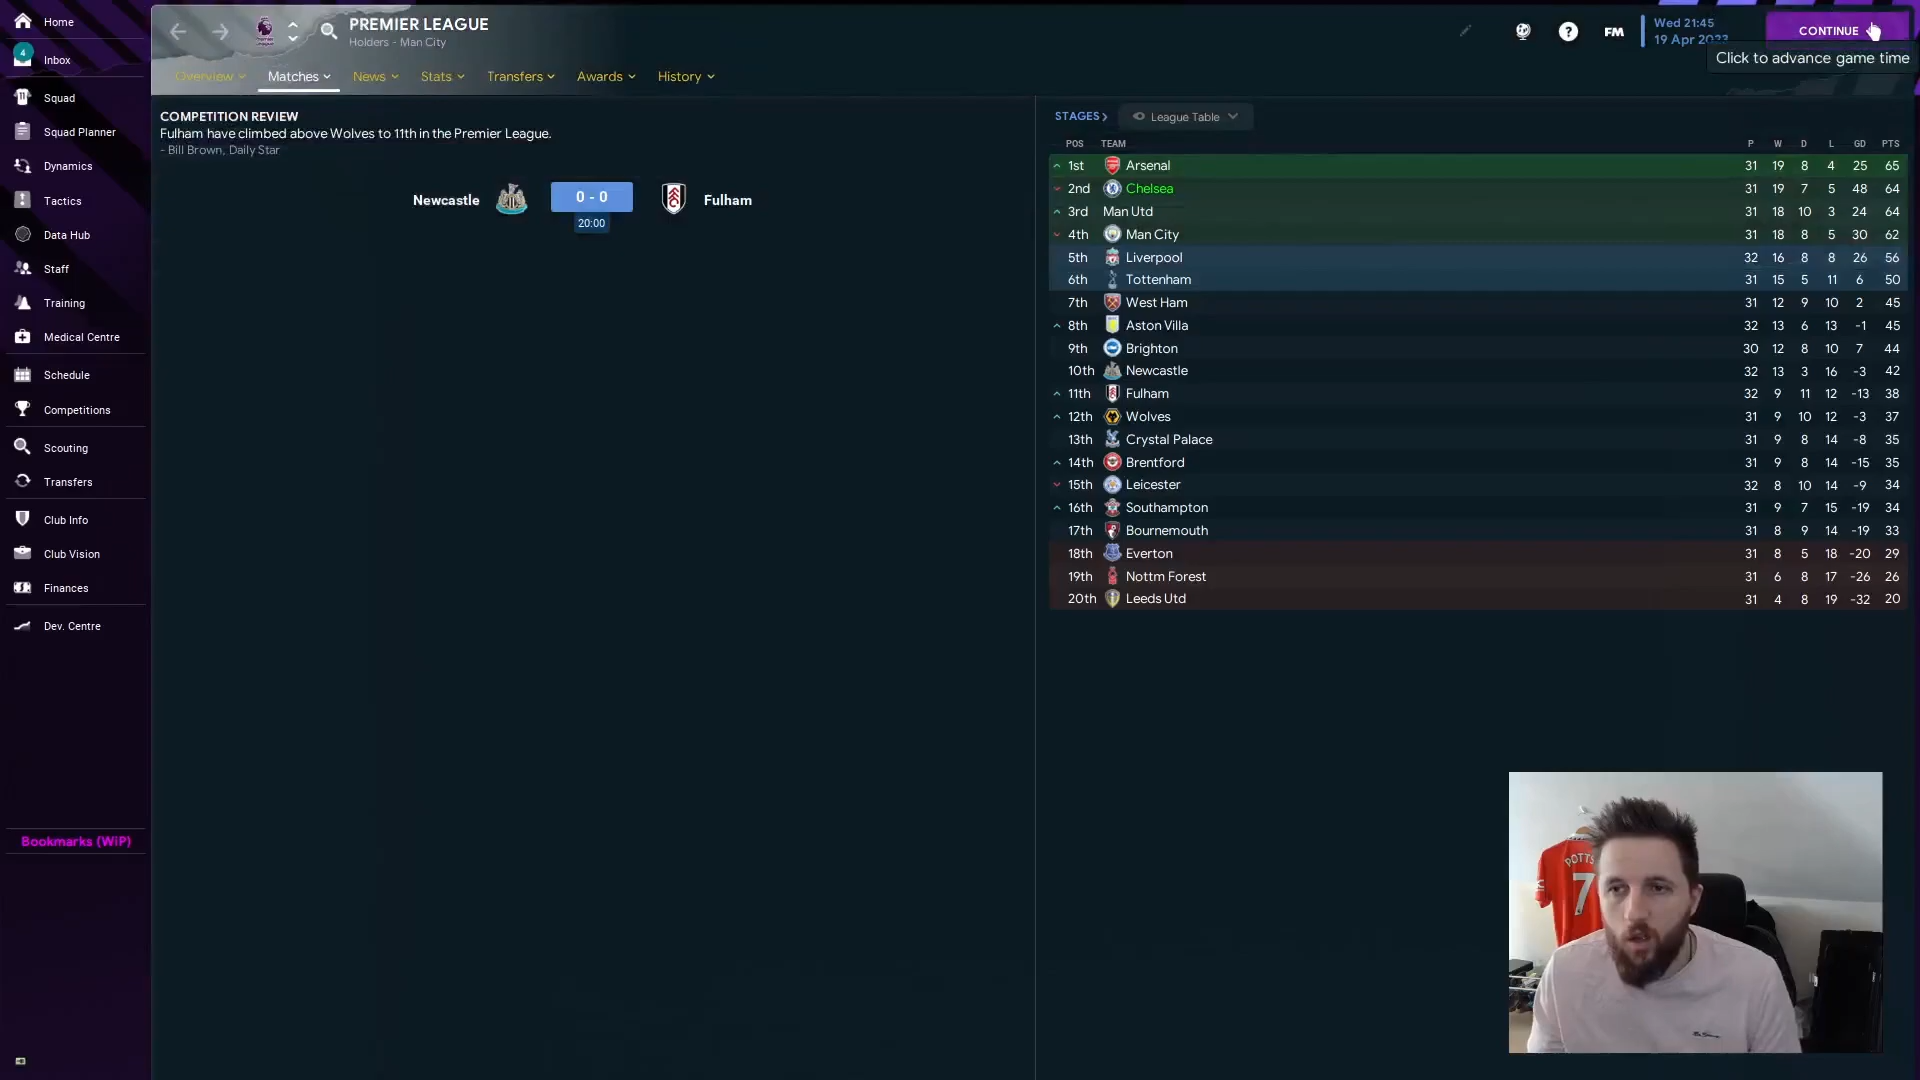 Home
4
Inbox
Squad
Squad Planner
Dynamics
Tactics
Data Hub
Staff
Training
Medical Centre
Schedule
Competitions
Scouting
Transfers
Club Info
Club Vision
Finances
Dev. Centre
Bookmarks (WiP)
PREMIER LEAGUE
Holders - Man City
FM
Wed 21:45
19 Apr 2023
CONTINUE
Click to advance game time
Overview Matches News Stats Transfers Awards History
COMPETITION REVIEW
Fulham have climbed above Wolves to 11th in the Premier League.
- Bill Brown, Daily Star
Newcastle 0 - 0 Fulham
20:00
STAGES League Table
POS TEAM P W D L GD PTS
1st Arsenal 31 19 8 4 25 65
2nd Chelsea 31 19 7 5 48 64
3rd Man Utd 31 18 10 3 24 64
4th Man City 31 18 8 5 30 62
5th Liverpool 32 16 8 8 26 56
6th Tottenham 31 15 5 11 6 50
7th West Ham 31 12 9 10 2 45
8th Aston Villa 32 13 6 13 -1 45
9th Brighton 30 12 8 10 7 44
10th Newcastle 32 13 3 16 -3 42
11th Fulham 32 9 11 12 -13 38
12th Wolves 31 9 10 12 -3 37
13th Crystal Palace 31 9 8 14 -8 35
14th Brentford 31 9 8 14 -15 35
15th Leicester 32 8 10 14 -9 34
16th Southampton 31 9 7 15 -19 34
17th Bournemouth 31 8 9 14 -19 33
18th Everton 31 8 5 18 -20 29
19th Nottm Forest 31 6 8 17 -26 26
20th Leeds Utd 31 4 8 19 -32 20
POTTS
7